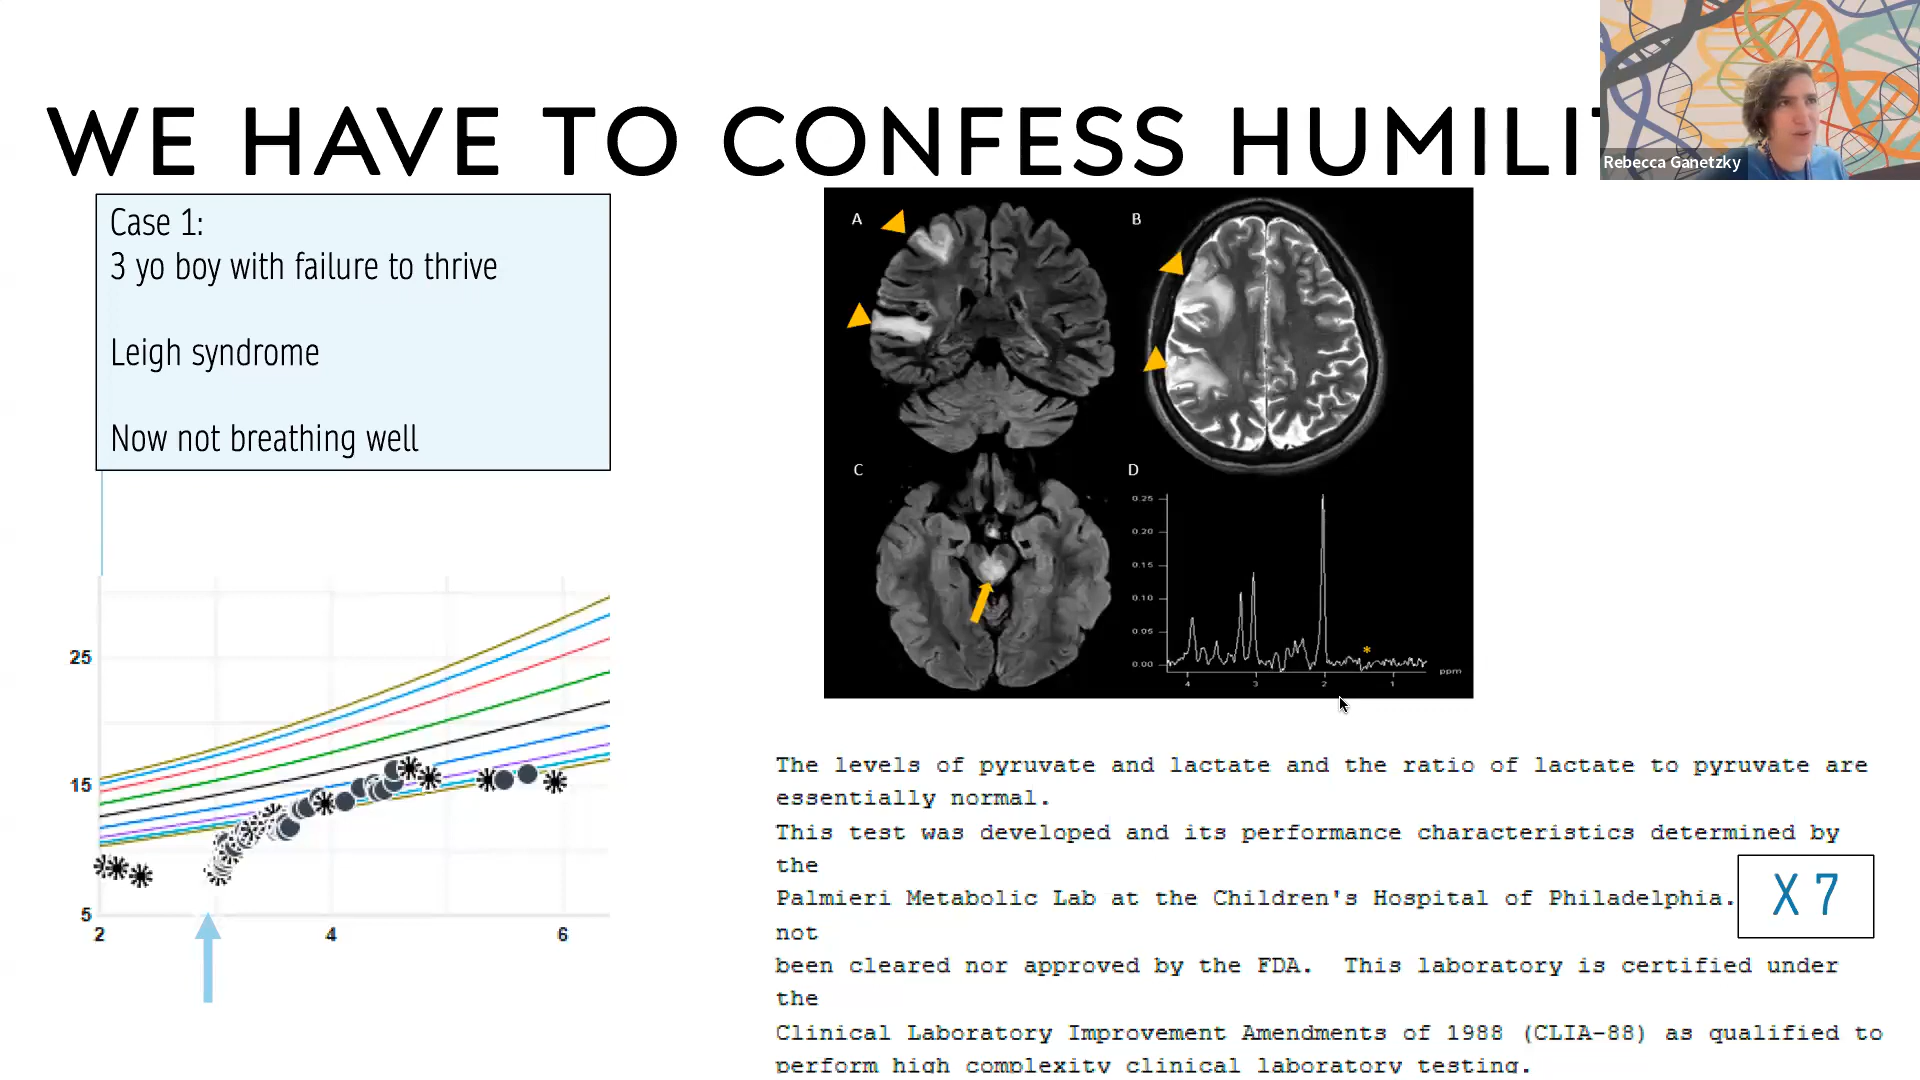 WE HAVE TO CONFESS HUMILI
Rebecca Ganetzky
Case 1:
3 yo boy with failure to thrive
Leigh syndrome
Now not breathing well
25
15
5
2
4
6
A
B
C
D
0.25
0.20
0.15
0.10
0.05
0.00
*
ppm
4
3
2
1
The levels of pyruvate and lactate and the ratio of lactate to pyruvate are
essentially normal.
This test was developed and its performance characteristics determined by
the
Palmieri Metabolic Lab at the Children's Hospital of Philadelphia.
not
been cleared nor approved by the FDA. This laboratory is certified under
the
Clinical Laboratory Improvement Amendments of 1988 (CLIA-88) as qualified to
perform high complexity clinical laboratory testing.
X 7